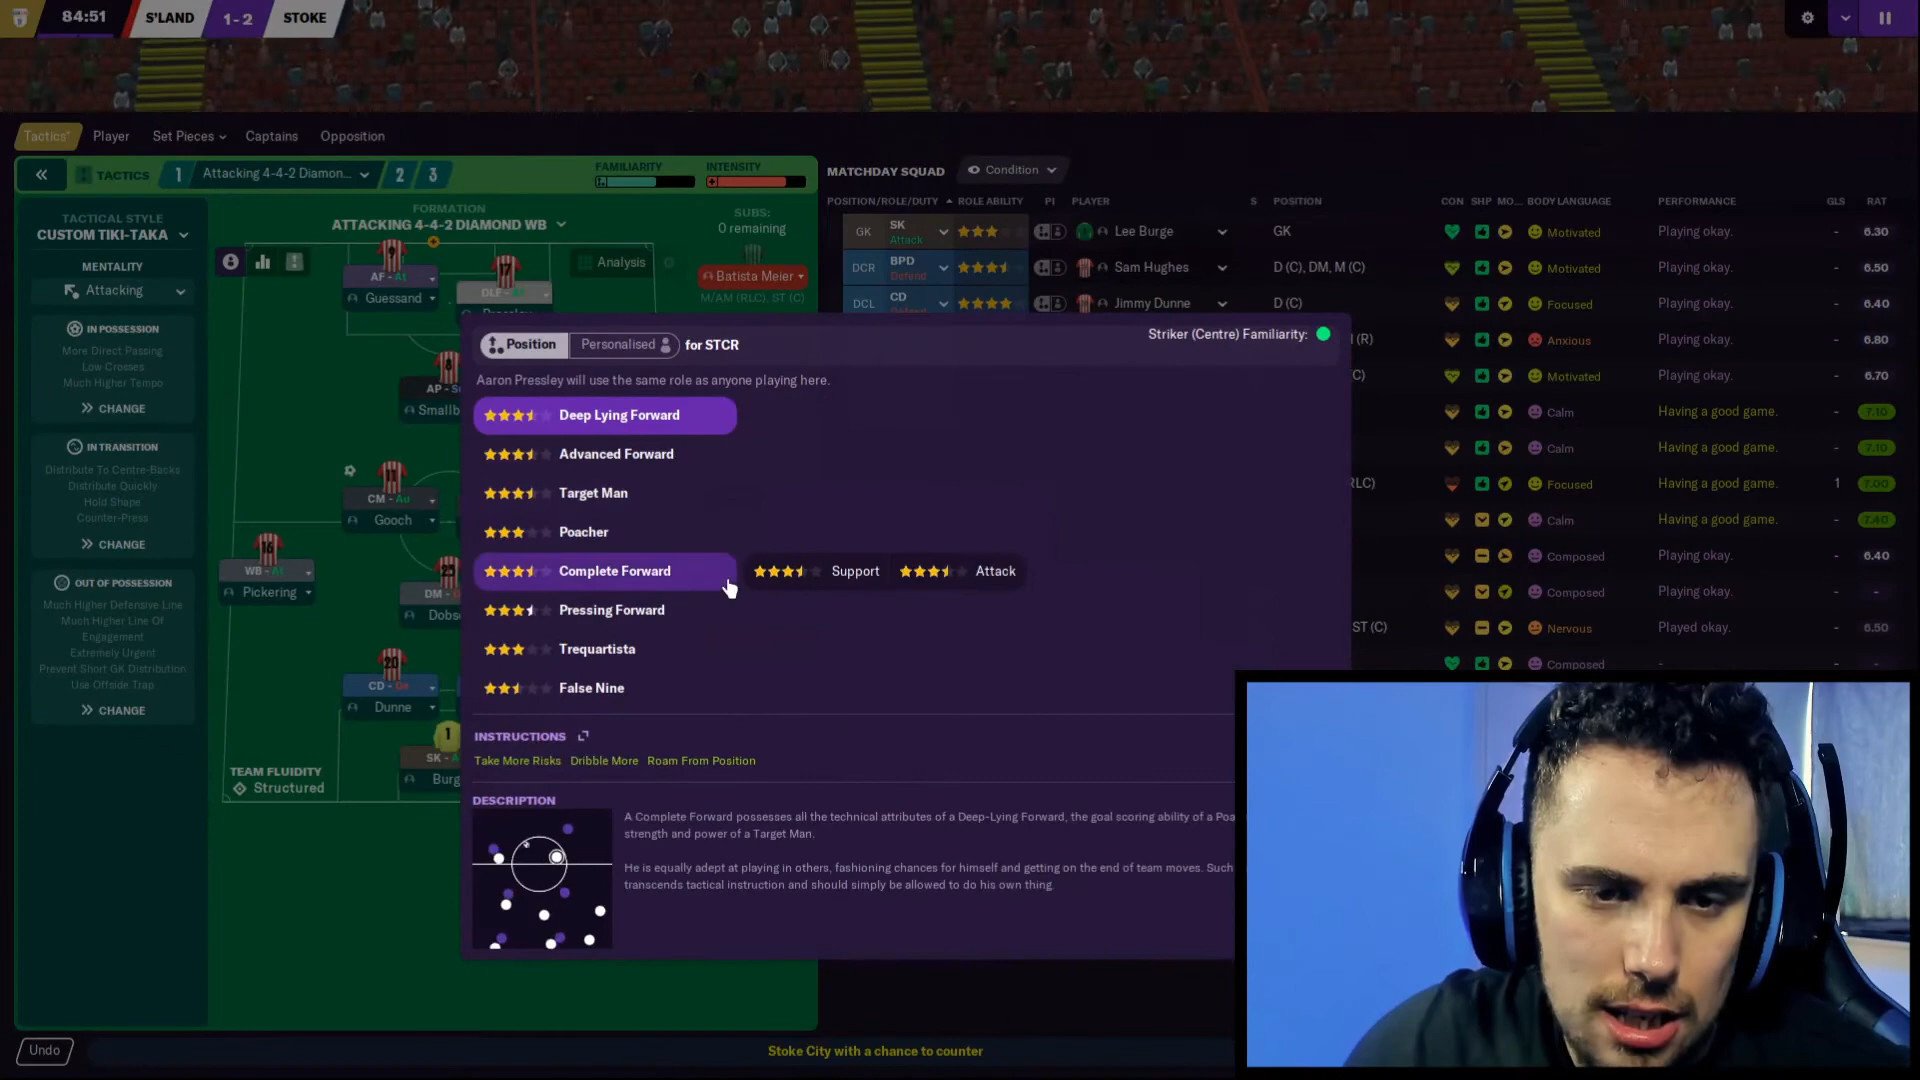 84:51 S'LAND 1-2 STOKE
Tactics* Player Set Pieces Captains Opposition
TACTICS 1 Attacking 4-4-2 Diamon... 2 3 FAMILIARITY INTENSITY
TACTICAL STYLE
CUSTOM TIKI-TAKA
MENTALITY
Attacking
IN POSSESSION
More Direct Passing
Low Crosses
Much Higher Tempo
CHANGE
IN TRANSITION
Distribute To Centre-Backs
Distribute Quickly
Hold Shape
Counter-Press
CHANGE
OUT OF POSSESSION
Much Higher Defensive Line
Much Higher Line Of
Engagement
Extremely Urgent
Prevent Short GK Distribution
Use Offside Trap
CHANGE
FORMATION
ATTACKING 4-4-2 DIAMOND WB
SUBS:
0 remaining
Analysis
Batista Meier
M/AM (RLC), ST (C)
AF - At
Guessand
DLF
AP - S
Smallb
CM - Au
Gooch
WB - At
Pickering
DM -
Dobs
20
CD - De
Dunne
1
SK - A
Burg
TEAM FLUIDITY
Structured
MATCHDAY SQUAD Condition
POSITION/ROLE/DUTY ROLE ABILITY PI PLAYER S POSITION CON SHP MO... BODY LANGUAGE PERFORMANCE GLS RAT
GK SK Attack Lee Burge GK Motivated Playing okay. - 6.30
DCR BPD Defend Sam Hughes D (C), DM, M (C) Motivated Playing okay. - 6.50
DCL CD Jimmy Dunne D (C) Focused Playing okay. - 6.40
(R) Anxious Playing okay. - 6.80
C) Motivated Playing okay. - 6.70
Calm Having a good game. - 7.10
Calm Having a good game. - 7.10
RLC) Focused Having a good game. 1 7.00
Calm Having a good game. - 7.40
Composed Playing okay. - 6.40
Composed Playing okay. - -
ST (C) Nervous Played okay. - 6.50
Composed - - -
Position Personalised for STCR
Striker (Centre) Familiarity:
Aaron Pressley will use the same role as anyone playing here.
Deep Lying Forward
Advanced Forward
Target Man
Poacher
Complete Forward Support Attack
Pressing Forward
Trequartista
False Nine
INSTRUCTIONS
Take More Risks Dribble More Roam From Position
DESCRIPTION
A Complete Forward possesses all the technical attributes of a Deep-Lying Forward, the goal scoring ability of a Poa
strength and power of a Target Man.
He is equally adept at playing in others, fashioning chances for himself and getting on the end of team moves. Such
transcends tactical instruction and should simply be allowed to do his own thing
Undo
Stoke City with a chance to counter